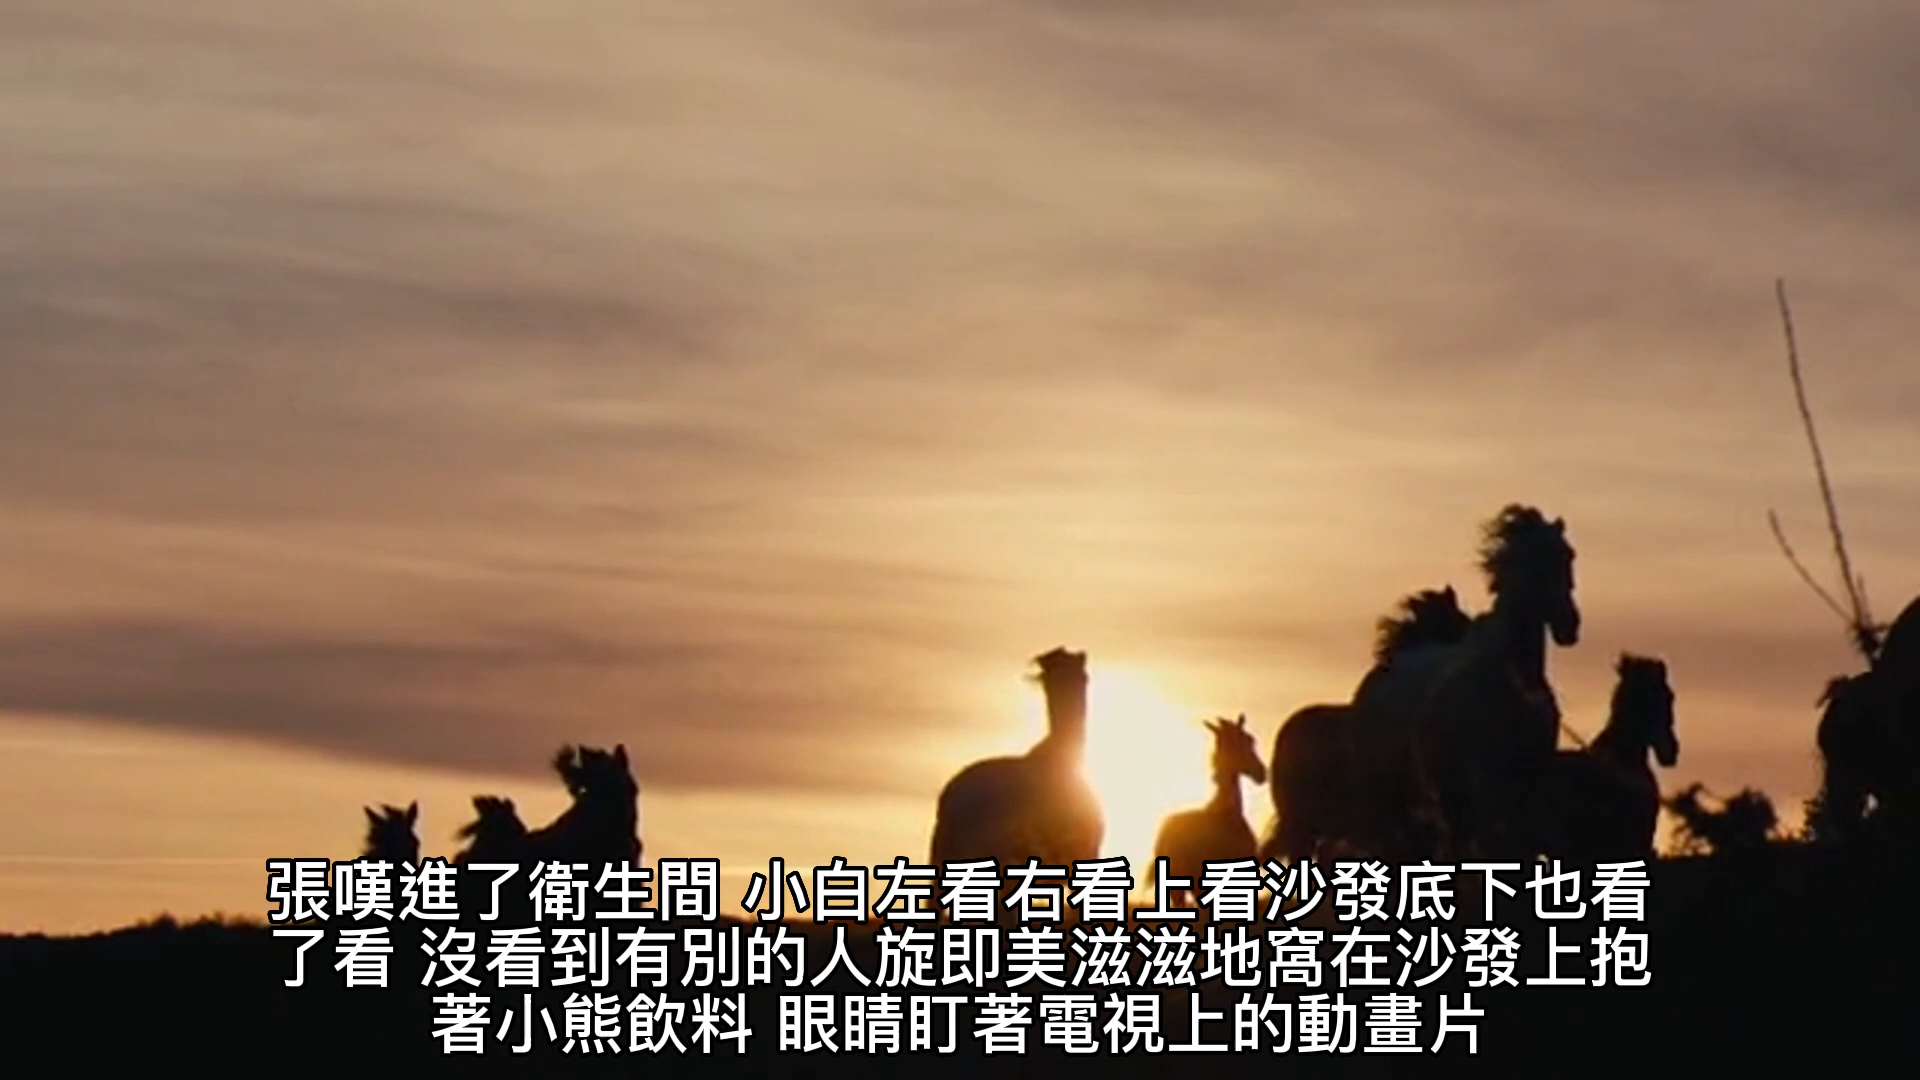 張嘆進了衛生間 小白左看右看上看沙發底下也看
了看 沒看到有別的人旋即美滋滋地窩在沙發上抱
著小熊飲料 眼睛盯著電視上的動畫片